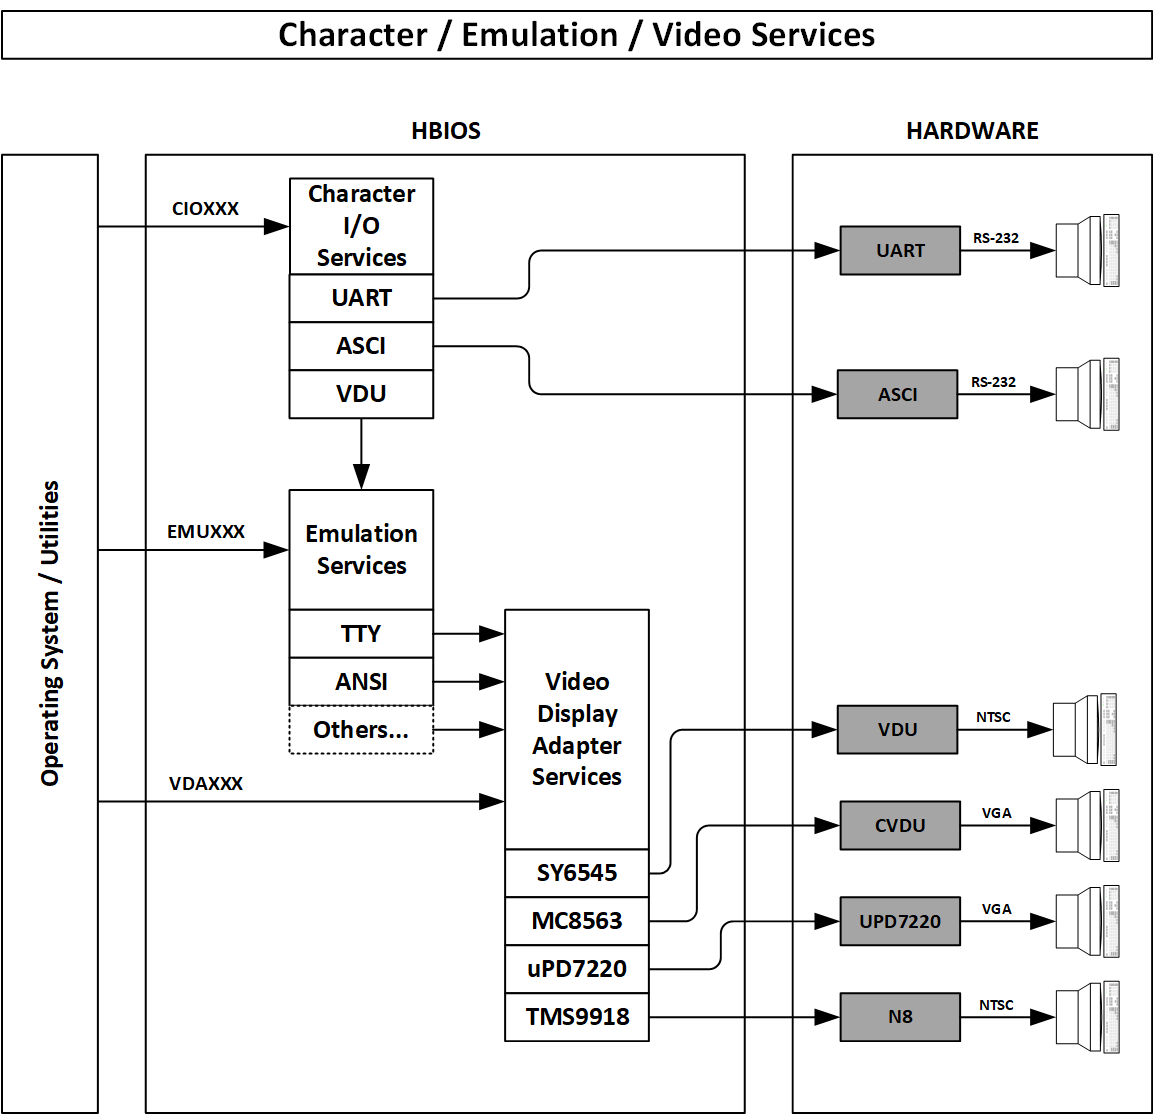 Character / Emulation / Video Services
HBIOS
HARDWARE
Operating System / Utilities
CIOXXX
Character
I/O
Services
UART
ASCI
VDU
UART
RS-232
ASCI
RS-232
EMUXXX
Emulation
Services
TTY
ANSI
Others...
VDAXXX
Video
Display
Adapter
Services
SY6545
MC8563
uPD7220
TMS9918
VDU
NTSC
CVDU
VGA
UPD7220
VGA
N8
NTSC